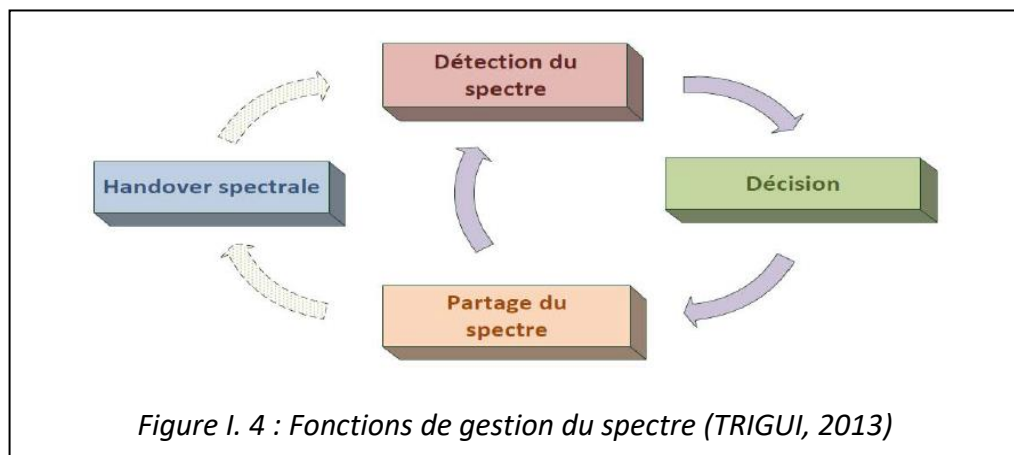 Détection du
spectre
Handover spectrale
Décision
Partage du
spectre
Figure I. 4 : Fonctions de gestion du spectre (TRIGUI, 2013)